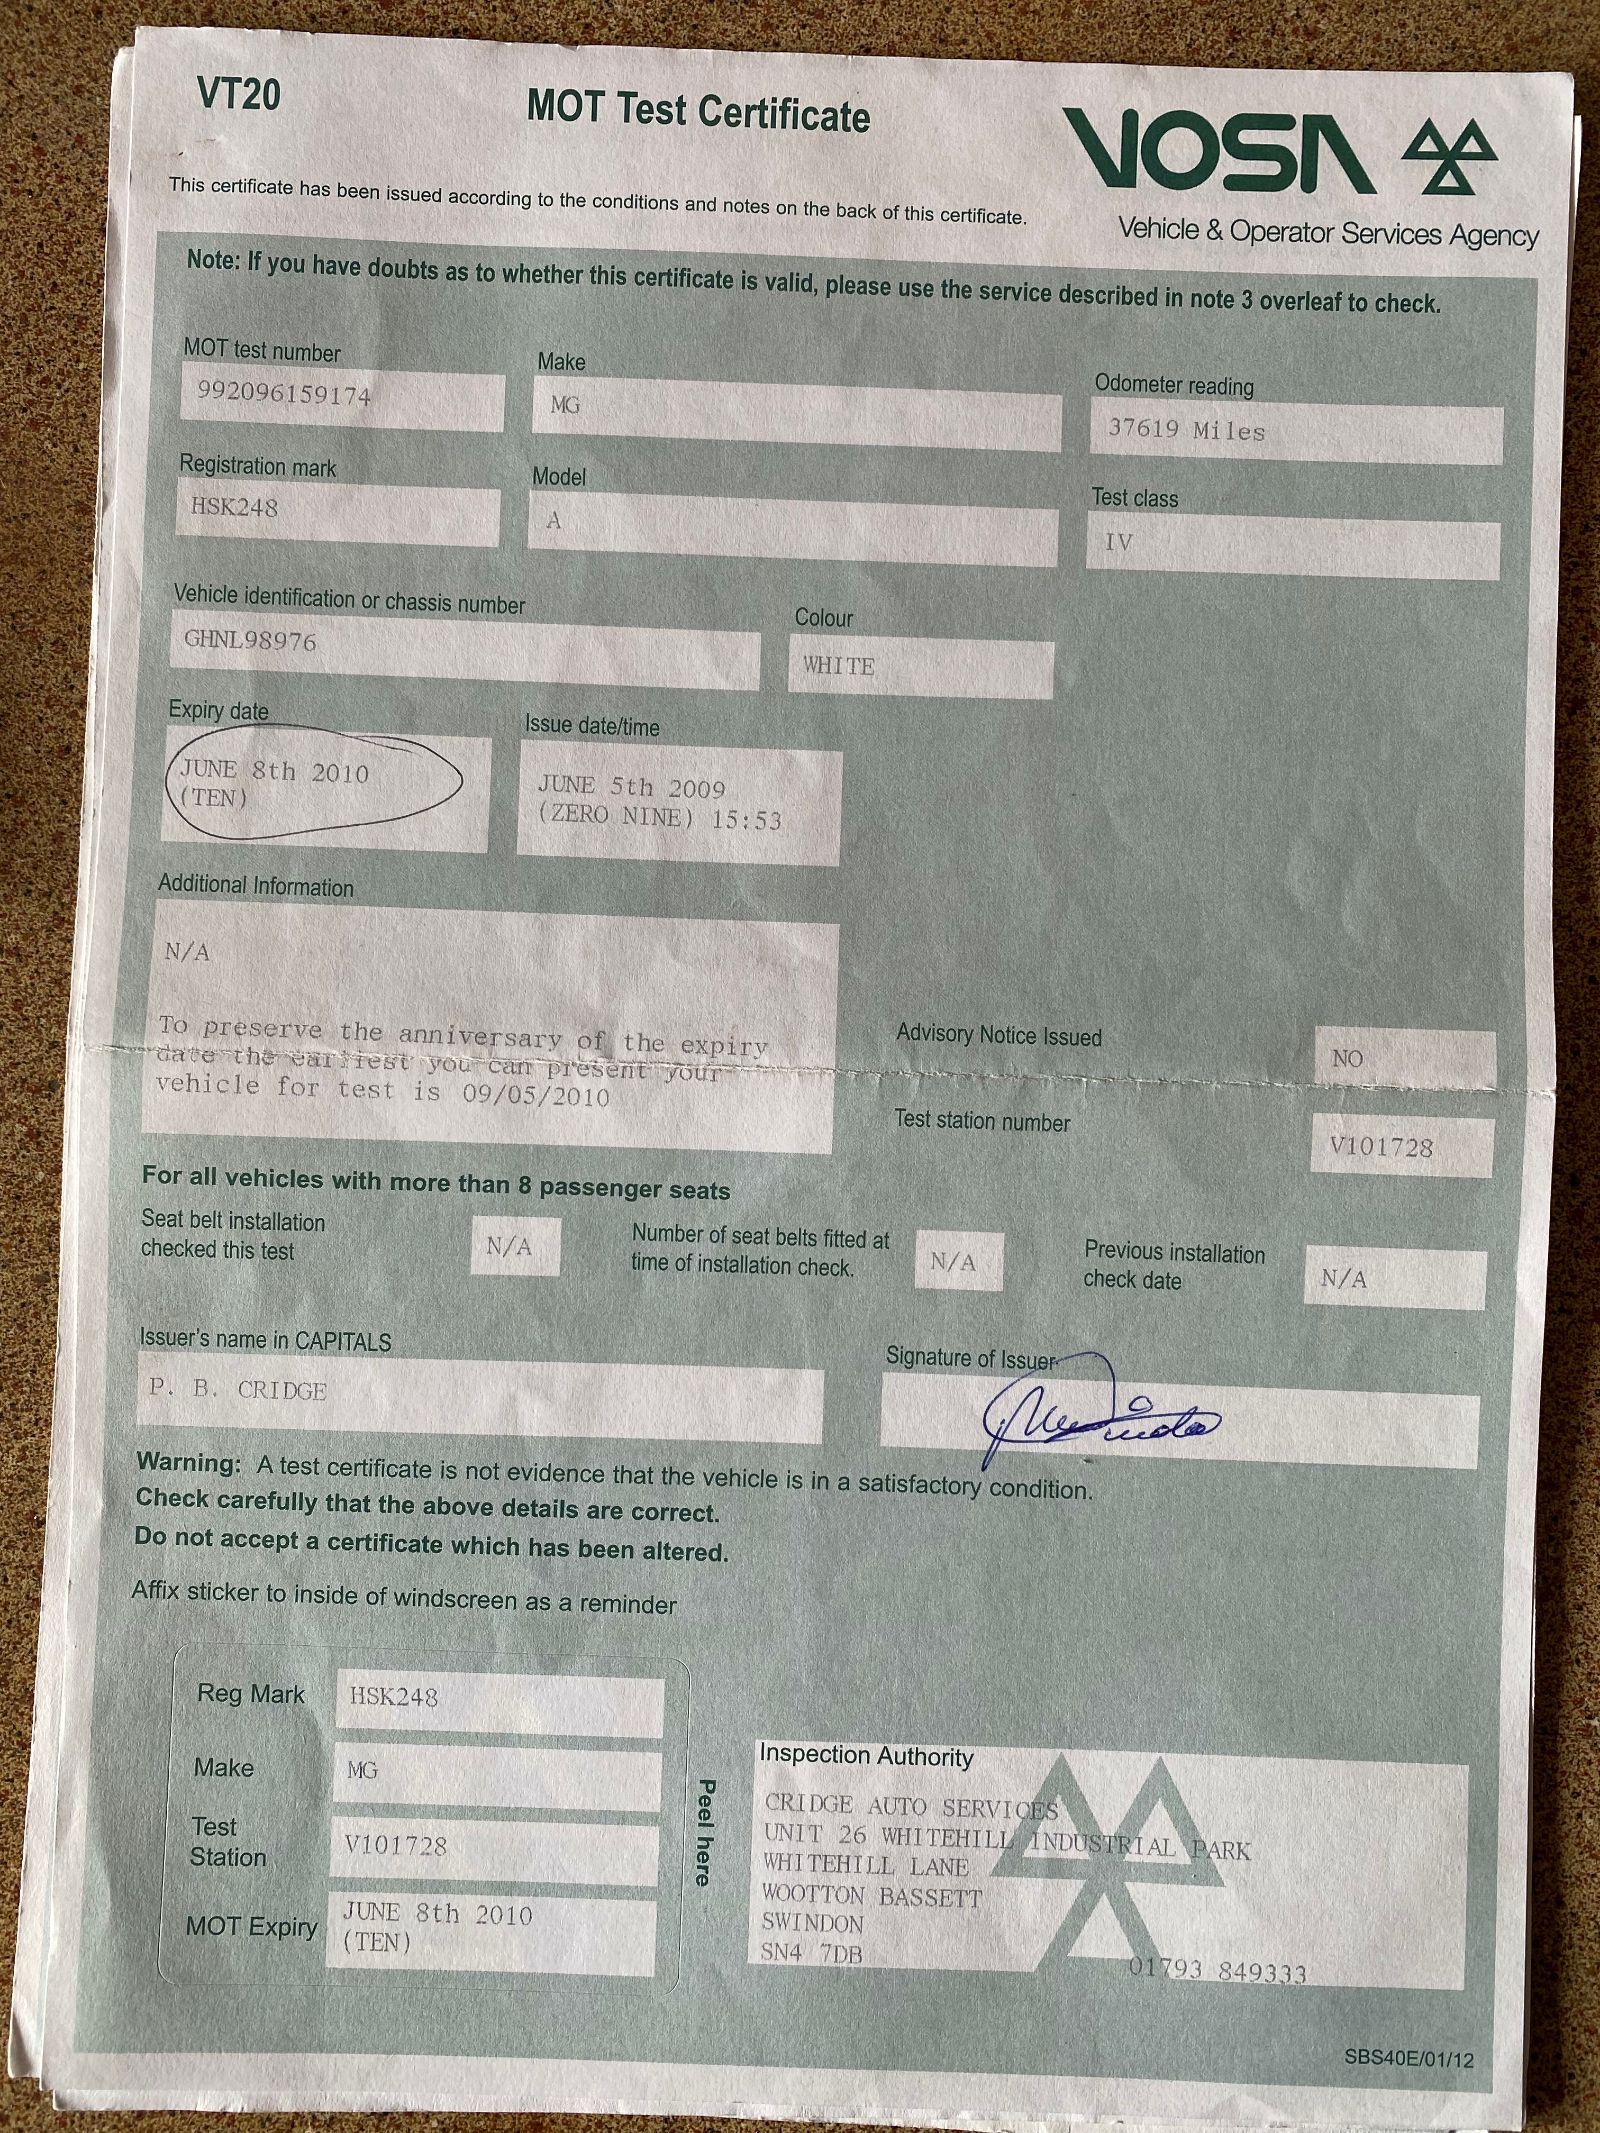 VT20
MOT Test Certificate
VOSA
Vehicle & Operator Services Agency
This certificate has been issued according to the conditions and notes on the back of this certificate.
Note: If you have doubts as to whether this certificate is valid, please use the service described in note 3 overleaf to check.
MOT test number
992096159174
Make
MG
Odometer reading
37619 Miles
Registration mark
HSK248
Model
A
Test class
IV
Vehicle identification or chassis number
GHNL98976
Colour
WHITE
Expiry date
JUNE 8th 2010
(TEN)
Issue date/time
JUNE 5th 2009
(ZERO NINE) 15:53
Additional Information
N/A
To preserve the anniversary of the expiry
date the earliest you can present your
vehicle for test is 09/05/2010
Advisory Notice Issued
NO
Test station number
V101728
For all vehicles with more than 8 passenger seats
Seat belt installation
checked this test
N/A
Number of seat belts fitted at
time of installation check.
N/A
Previous installation
check date
N/A
Issuer's name in CAPITALS
P. B. CRIDGE
Signature of Issuer
Warning: A test certificate is not evidence that the vehicle is in a satisfactory condition.
Check carefully that the above details are correct.
Do not accept a certificate which has been altered.
Affix sticker to inside of windscreen as a reminder
Reg Mark
HSK248
Make
MG
Test
Station
V101728
MOT Expiry
JUNE 8th 2010
(TEN)
Peel here
Inspection Authority
CRIDGE AUTO SERVICES
UNIT 26 WHITEHILL INDUSTRIAL PARK
WHITEHILL LANE
WOOTTON BASSETT
SWINDON
SN4 7DB
01793 849333
SBS40E/01/12